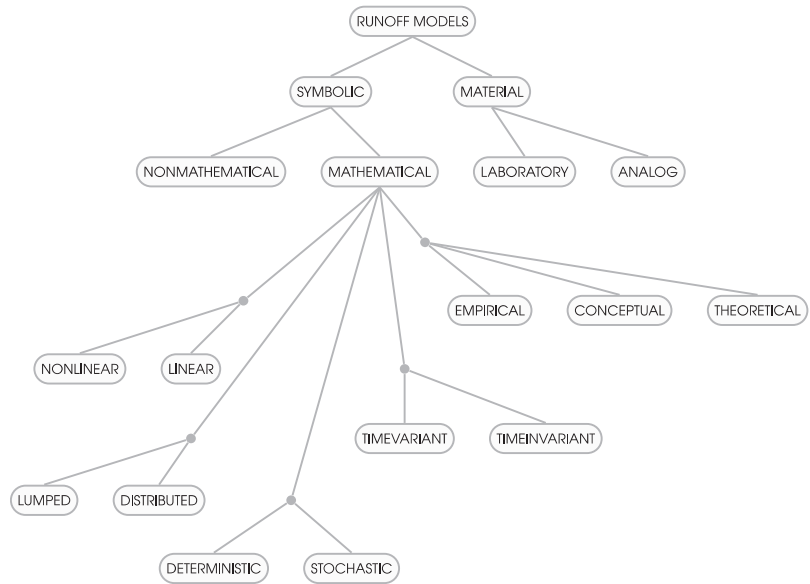 RUNOFF MODELS
SYMBOLIC
MATERIAL
NONMATHEMATICAL
MATHEMATICAL
LABORATORY
ANALOG
EMPIRICAL
CONCEPTUAL
THEORETICAL
NONLINEAR
LINEAR
TIMEVARIANT
TIMEINVARIANT
LUMPED
DISTRIBUTED
DETERMINISTIC
STOCHASTIC